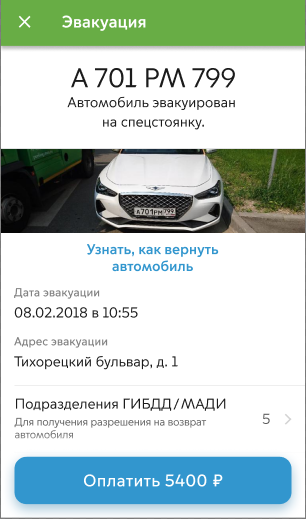 Эвакуация
А 701 РМ 799
Автомобиль эвакуирован
на спецстоянку.
А701РМ799
Узнать, как вернуть
автомобиль
Дата эвакуации
08.02.2018 в 10:55
Адрес эвакуации
Тихорецкий бульвар, д. 1
Подразделения ГИБДД/МАДИ
5
Для получения разрешения на возврат
автомобиля
Оплатить 5400 ₽